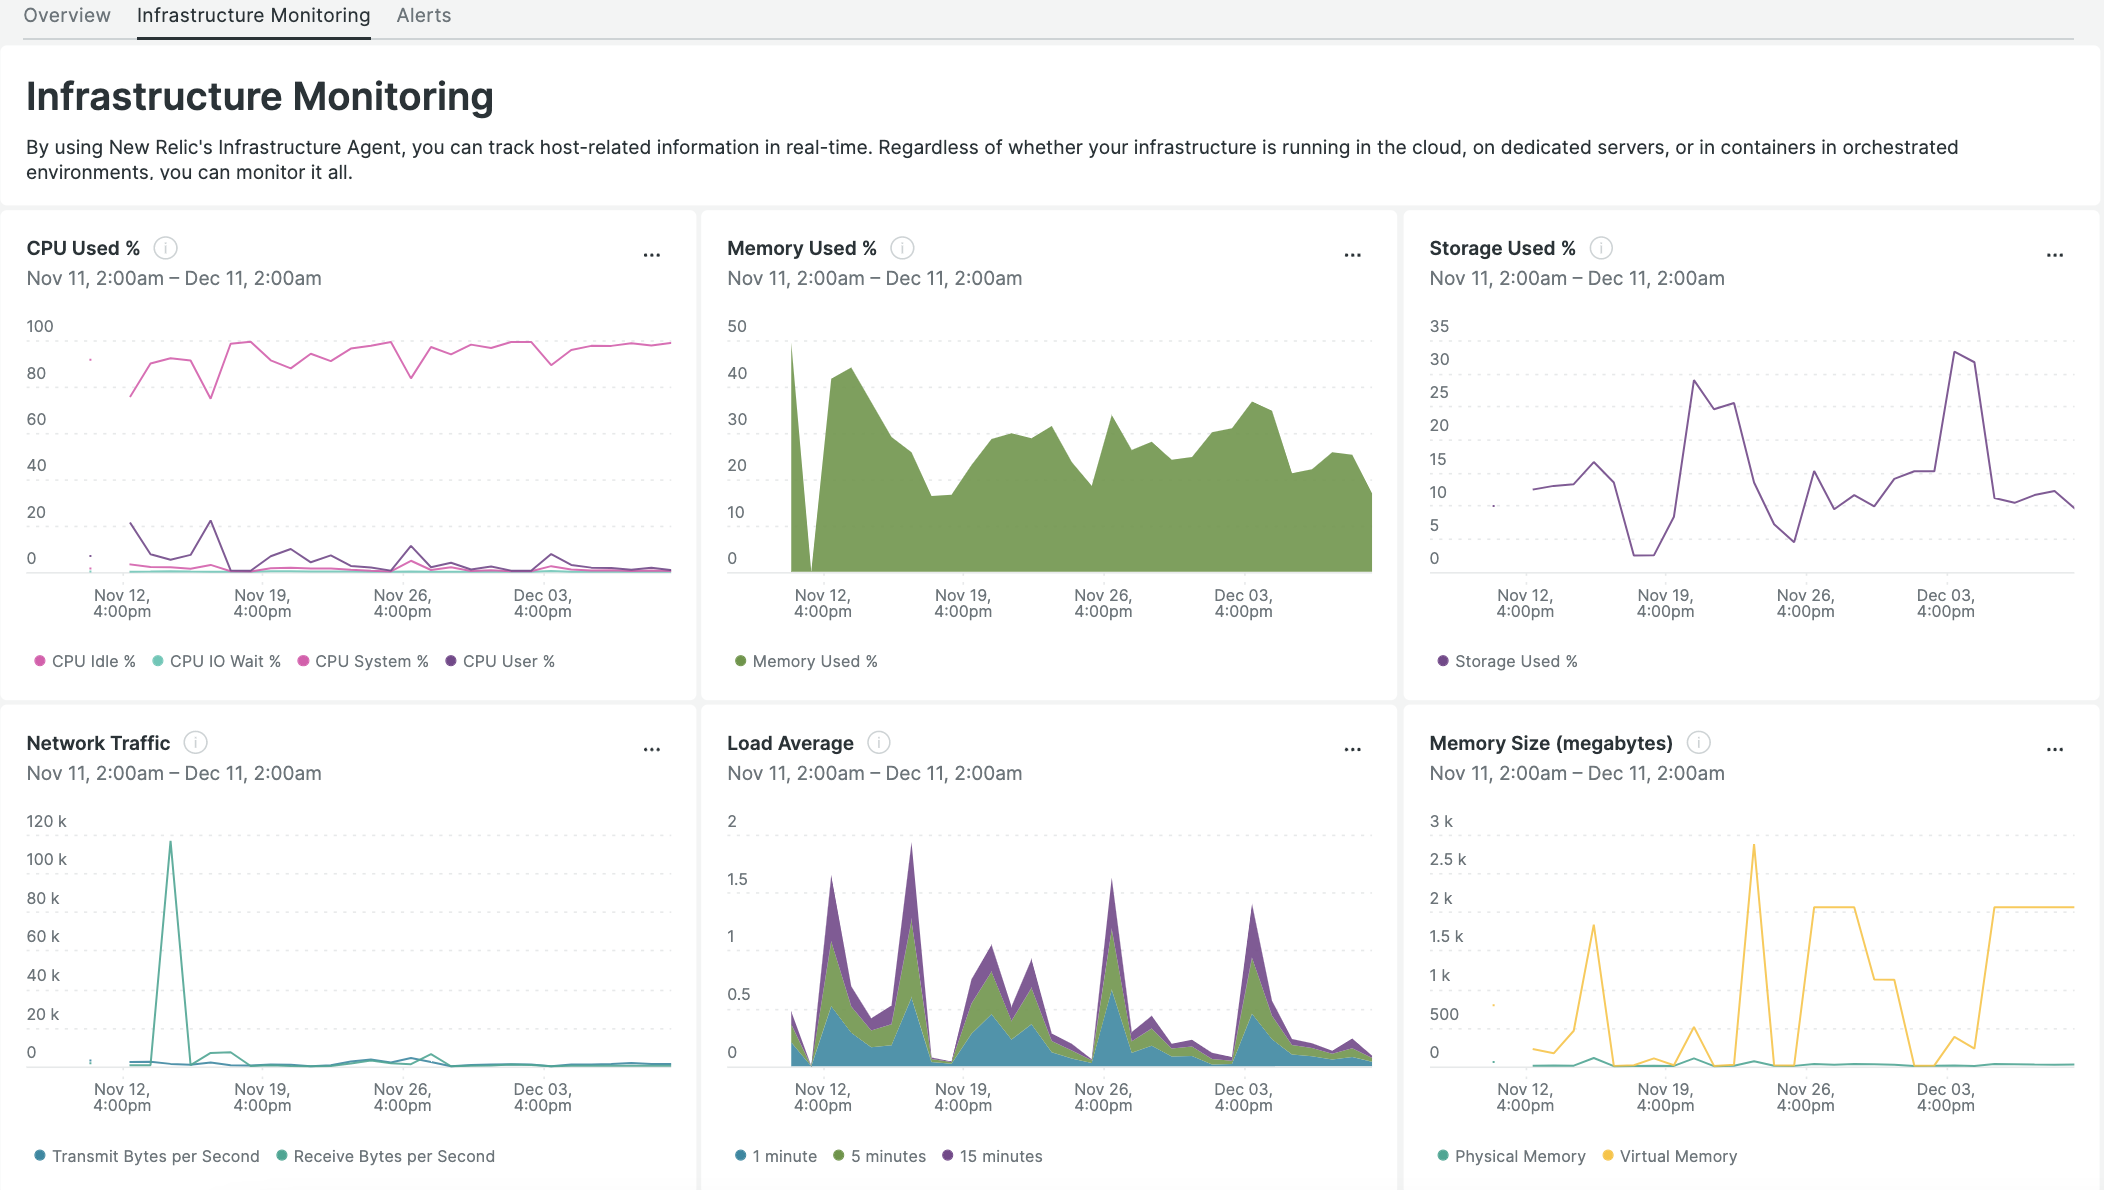 Overview Infrastructure Monitoring Alerts
Infrastructure Monitoring
By using New Relic's Infrastructure Agent, you can track host-related information in real-time. Regardless of whether your infrastructure is running in the cloud, on dedicated servers, or in containers in orchestrated
environments, you can monitor it all.
CPU Used %
Nov 11, 2:00am – Dec 11, 2:00am
100
80
60
40
20
0
Nov 12, 4:00pm
Nov 19, 4:00pm
Nov 26, 4:00pm
Dec 03, 4:00pm
CPU Idle % CPU IO Wait % CPU System % CPU User %
Memory Used %
Nov 11, 2:00am – Dec 11, 2:00am
50
40
30
20
10
0
Nov 12, 4:00pm
Nov 19, 4:00pm
Nov 26, 4:00pm
Dec 03, 4:00pm
Memory Used %
Storage Used %
Nov 11, 2:00am – Dec 11, 2:00am
35
30
25
20
15
10
5
0
Nov 12, 4:00pm
Nov 19, 4:00pm
Nov 26, 4:00pm
Dec 03, 4:00pm
Storage Used %
Network Traffic
Nov 11, 2:00am – Dec 11, 2:00am
120 k
100 k
80 k
60 k
40 k
20 k
0
Nov 12, 4:00pm
Nov 19, 4:00pm
Nov 26, 4:00pm
Dec 03, 4:00pm
Transmit Bytes per Second Receive Bytes per Second
Load Average
Nov 11, 2:00am – Dec 11, 2:00am
2
1.5
1
0.5
0
Nov 12, 4:00pm
Nov 19, 4:00pm
Nov 26, 4:00pm
Dec 03, 4:00pm
1 minute 5 minutes 15 minutes
Memory Size (megabytes)
Nov 11, 2:00am – Dec 11, 2:00am
3 k
2.5 k
2 k
1.5 k
1 k
500
0
Nov 12, 4:00pm
Nov 19, 4:00pm
Nov 26, 4:00pm
Dec 03, 4:00pm
Physical Memory Virtual Memory